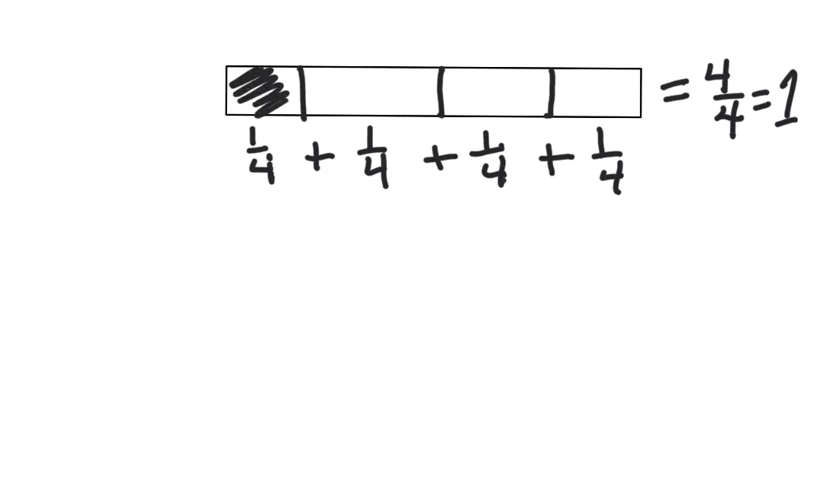 = 4/4 = 1
1/4 + 1/4 + 1/4 + 1/4